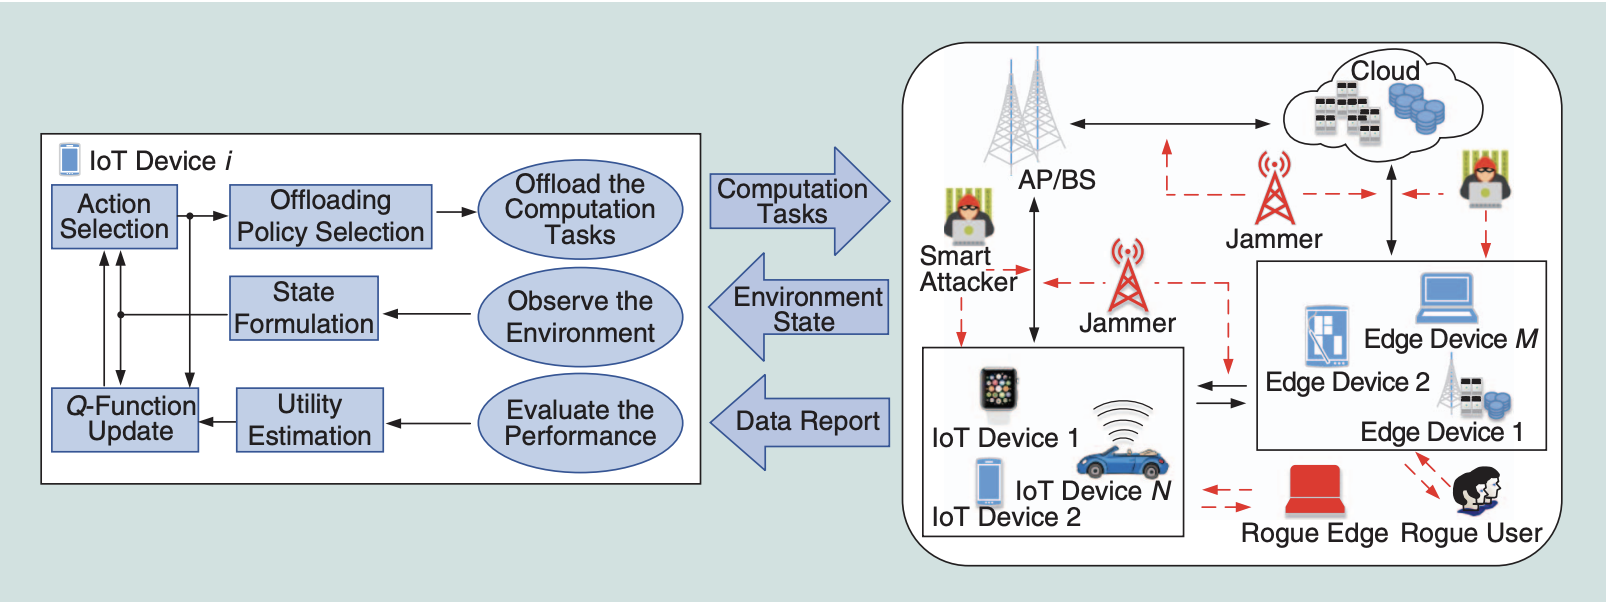 IoT Device i
Action
Selection
Offloading
Policy Selection
Offload the
Computation
Tasks
State
Formulation
Observe the
Environment
Q-Function
Update
Utility
Estimation
Evaluate the
Performance
Computation
Tasks
Environment
State
Data Report
Cloud
AP/BS
Smart
Attacker
Jammer
Jammer
Edge Device M
Edge Device 2
Edge Device 1
IoT Device 1
IoT Device N
IoT Device 2
Rogue Edge
Rogue User